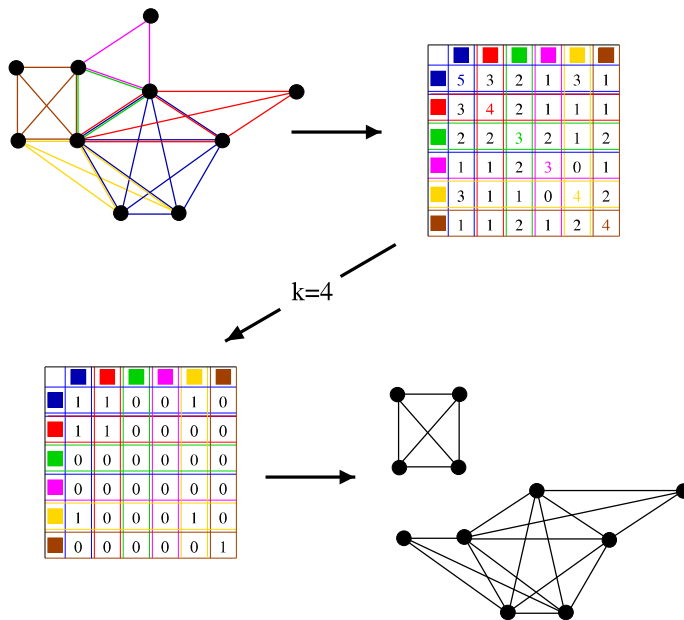 5 3 2 1 3 1
3 4 2 1 1 1
2 2 3 2 1 2
1 1 2 3 0 1
3 1 1 0 4 2
1 1 2 1 2 4
k=4
1 1 0 0 1 0
1 1 0 0 0 0
0 0 0 0 0 0
0 0 0 0 0 0
1 0 0 0 1 0
0 0 0 0 0 1